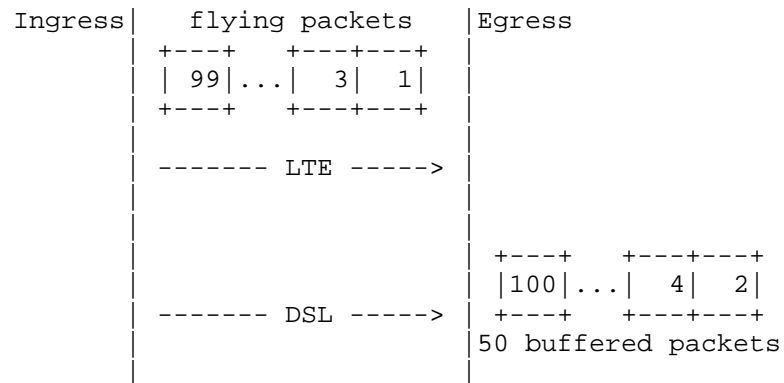 Ingress|   flying packets   |Egress
       | +---+   +---+---+  |
       | | 99|...|  3|  1|  |
       | +---+   +---+---+  |
       |                    |
       | ------- LTE -----> |
       |                    |
       |                    |
       |                    | +---+   +---+---+
       |                    | |100|...|  4|  2|
       | ------- DSL -----> | +---+   +---+---+
       |                    |50 buffered packets
       |                    |